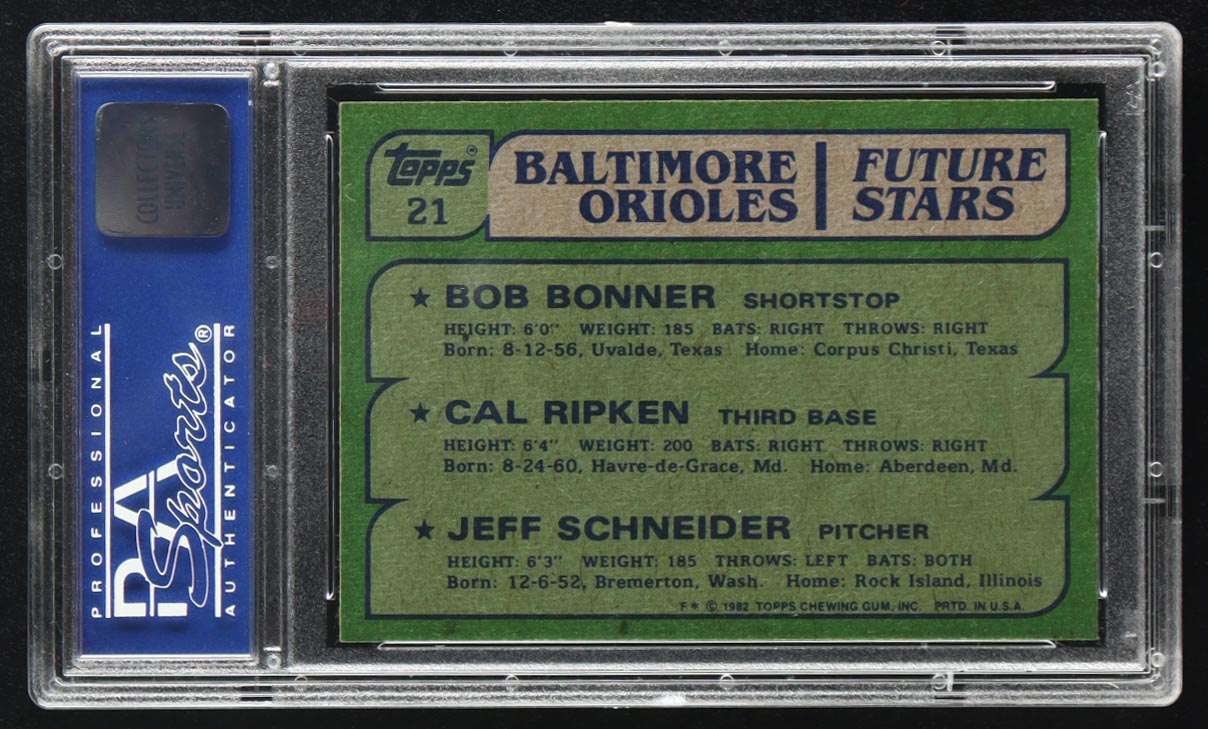 COLLECTORS
UNIVERSE
PROFESSIONAL
PSA
Sports®
AUTHENTICATOR
topps®
21
BALTIMORE
ORIOLES
FUTURE
STARS
★ BOB BONNER SHORTSTOP
HEIGHT: 6'0" WEIGHT: 185 BATS: RIGHT THROWS: RIGHT
Born: 8-12-56, Uvalde, Texas Home: Corpus Christi, Texas
★ CAL RIPKEN THIRD BASE
HEIGHT: 6'4" WEIGHT: 200 BATS: RIGHT THROWS: RIGHT
Born: 8-24-60, Havre-de-Grace, Md. Home: Aberdeen, Md.
★ JEFF SCHNEIDER PITCHER
HEIGHT: 6'3" WEIGHT: 185 THROWS: LEFT BATS: BOTH
Born: 12-6-52, Bremerton, Wash. Home: Rock Island, Illinois
F★ © 1982 TOPPS CHEWING GUM, INC. PRTD. IN U.S.A.